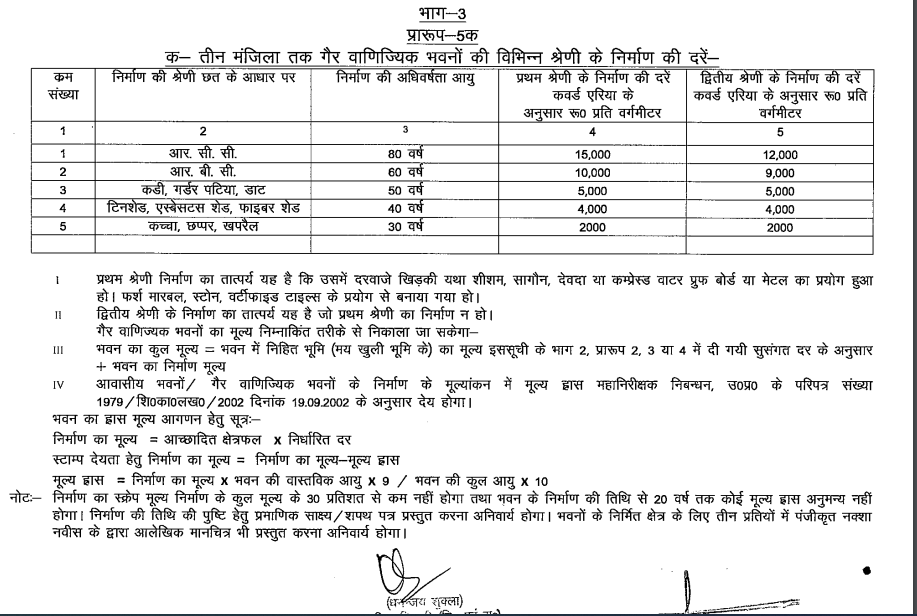 भाग–3
प्रारूप–5क
क– तीन मंजिला तक गैर वाणिज्यिक भवनों की विभिन्न श्रेणी के निर्माण की दरें–
क्रम संख्या | निर्माण की श्रेणी छत के आधार पर | निर्माण की अधिवर्षता आयु | प्रथम श्रेणी के निर्माण की दरें कवर्ड एरिया के अनुसार रू0 प्रति वर्गमीटर | द्वितीय श्रेणी के निर्माण की दरें कवर्ड एरिया के अनुसार रू0 प्रति वर्गमीटर
1 | 2 | 3 | 4 | 5
1 | आर. सी. सी. | 80 वर्ष | 15,000 | 12,000
2 | आर. बी. सी. | 60 वर्ष | 10,000 | 9,000
3 | कडी, गर्डर पटिया, डाट | 50 वर्ष | 5,000 | 5,000
4 | टिनशेड, एस्बेसटस शेड, फाइबर शेड | 40 वर्ष | 4,000 | 4,000
5 | कच्चा, छप्पर, खपरैल | 30 वर्ष | 2000 | 2000
I प्रथम श्रेणी निर्माण का तात्पर्य यह है कि उसमें दरवाजे खिड़की यथा शीशम, सागौन, देवदा या कम्प्रेस्ड वाटर प्रुफ बोर्ड या मेटल का प्रयोग हुआ
हो। फर्श मारबल, स्टोन, वर्टीफाइड टाइल्स के प्रयोग से बनाया गया हो।
II द्वितीय श्रेणी के निर्माण का तात्पर्य यह है जो प्रथम श्रेणी का निर्माण न हो।
गैर वाणिज्यक भवनों का मूल्य निम्नाकिंत तरीके से निकाला जा सकेगा–
III भवन का कुल मूल्य = भवन में निहित भूमि (मय खुली भूमि के) का मूल्य इससूची के भाग 2, प्रारूप 2, 3 या 4 में दी गयी सुसंगत दर के अनुसार
+ भवन का निर्माण मूल्य
IV आवासीय भवनों/ गैर वाणिज्यिक भवनों के निर्माण के मूल्यांकन में मूल्य ह्रास महानिरीक्षक निबन्धन, उ0प्र0 के परिपत्र संख्या
1979/शि0का0लख0/2002 दिनांक 19.09.2002 के अनुसार देय होगा।
भवन का ह्रास मूल्य आगणन हेतु सूत्रः–
निर्माण का मूल्य = आच्छादित क्षेत्रफल x निर्धारित दर
स्टाम्प देयता हेतु निर्माण का मूल्य = निर्माण का मूल्य–मूल्य ह्रास
मूल्य ह्रास = निर्माण का मूल्य x भवन की वास्तविक आयु x 9 / भवन की कुल आयु x 10
नोटः– निर्माण का स्क्रेप मूल्य निर्माण के कुल मूल्य के 30 प्रतिशत से कम नहीं होगा तथा भवन के निर्माण की तिथि से 20 वर्ष तक कोई मूल्य ह्रास अनुमन्य नहीं
होगा। निर्माण की तिथि की पुष्टि हेतु प्रमाणिक साक्ष्य/शपथ पत्र प्रस्तुत करना अनिवार्य होगा। भवनों के निर्मित क्षेत्र के लिए तीन प्रतियों में पंजीकृत नक्शा
नवीस के द्वारा आलेखिक मानचित्र भी प्रस्तुत करना अनिवार्य होगा।
(धनन्जय शुक्ला)